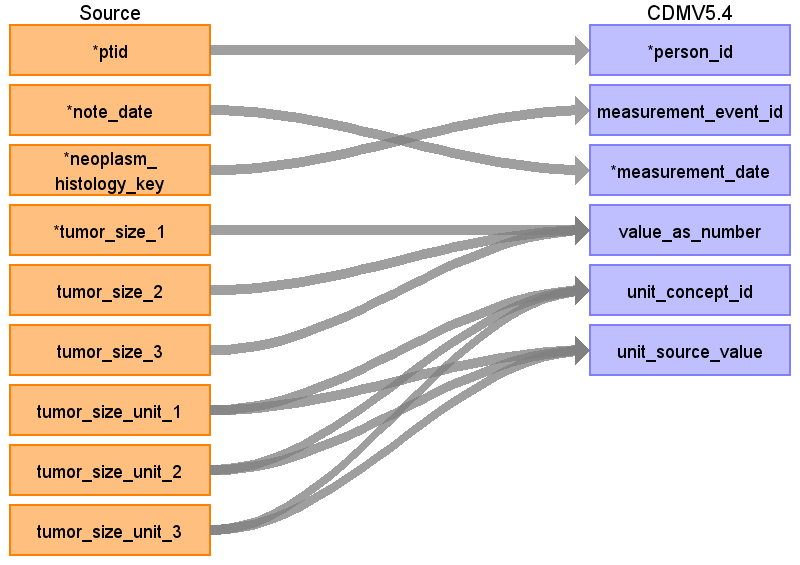 Source
CDMV5.4
*ptid
*person_id
*note_date
measurement_event_id
*neoplasm_
histology_key
*measurement_date
*tumor_size_1
value_as_number
tumor_size_2
unit_concept_id
tumor_size_3
unit_source_value
tumor_size_unit_1
tumor_size_unit_2
tumor_size_unit_3